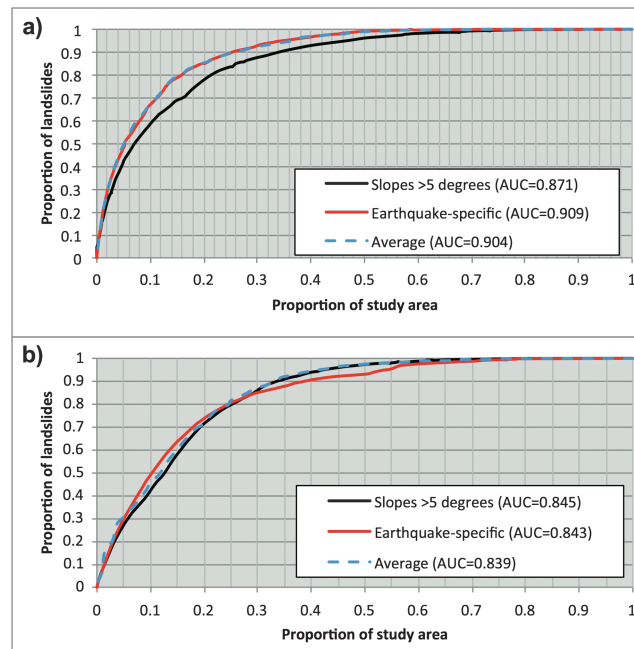 a)
1
0.9
0.8
0.7
0.6
0.5
0.4
0.3
0.2
0.1
0
Proportion of landslides
Slopes >5 degrees (AUC=0.871)
Earthquake-specific (AUC=0.909)
Average (AUC=0.904)
0 0.1 0.2 0.3 0.4 0.5 0.6 0.7 0.8 0.9 1
Proportion of study area
b)
1
0.9
0.8
0.7
0.6
0.5
0.4
0.3
0.2
0.1
0
Proportion of landslides
Slopes >5 degrees (AUC=0.845)
Earthquake-specific (AUC=0.843)
Average (AUC=0.839)
0 0.1 0.2 0.3 0.4 0.5 0.6 0.7 0.8 0.9 1
Proportion of study area